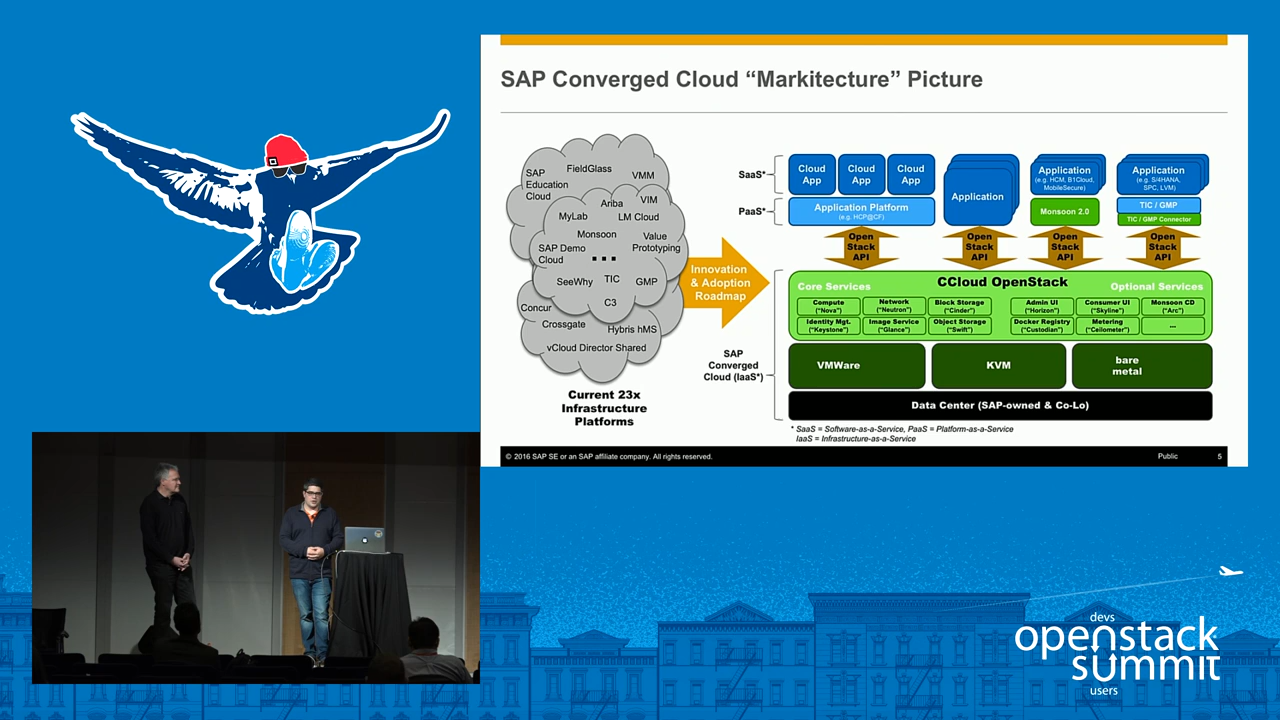 SAP Converged Cloud “Markitecture” Picture
SAP
Education
Cloud
FieldGlass
VMM
Ariba
VIM
MyLab
LM Cloud
Monsoon
Value
Prototyping
SAP Demo
Cloud
...
SeeWhy
TIC
GMP
C3
Concur
Crossgate
Hybris hMS
vCloud Director Shared
Current 23x
Infrastructure
Platforms
Innovation
& Adoption
Roadmap
SaaS*
PaaS*
SAP
Converged
Cloud (IaaS*)
Cloud
App
Cloud
App
Cloud
App
Application Platform
(e.g. HCP@CF)
Application
Application
(e.g. HCM, B1Cloud,
MobileSecure)
Monsoon 2.0
Application
(e.g. S/4HANA,
SPC, LVM)
TIC / GMP
TIC / GMP Connector
Open
Stack
API
Open
Stack
API
Open
Stack
API
Open
Stack
API
CCloud OpenStack
Core Services
Optional Services
Compute
(“Nova”)
Network
(“Neutron”)
Block Storage
(“Cinder”)
Admin UI
(“Horizon”)
Consumer UI
(“Skyline”)
Monsoon CD
(“Arc”)
Identity Mgt.
(“Keystone”)
Image Service
(“Glance”)
Object Storage
(“Swift”)
Docker Registry
(“Custodian”)
Metering
(“Ceilometer”)
...
VMWare
KVM
bare
metal
Data Center (SAP-owned & Co-Lo)
* SaaS = Software-as-a-Service, PaaS = Platform-as-a-Service
IaaS = Infrastructure-as-a-Service
© 2016 SAP SE or an SAP affiliate company. All rights reserved.
Public
5
devs
openstack
summit
users